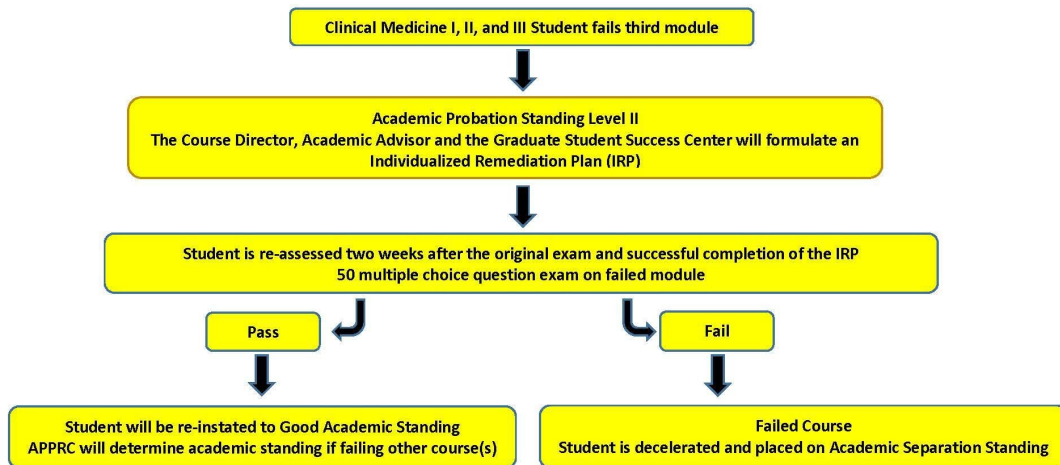 Clinical Medicine I, II, and III Student fails third module
Academic Probation Standing Level II
The Course Director, Academic Advisor and the Graduate Student Success Center will formulate an
Individualized Remediation Plan (IRP)
Student is re-assessed two weeks after the original exam and successful completion of the IRP
50 multiple choice question exam on failed module
Pass
Fail
Student will be re-instated to Good Academic Standing
APPRC will determine academic standing if failing other course(s)
Failed Course
Student is decelerated and placed on Academic Separation Standing